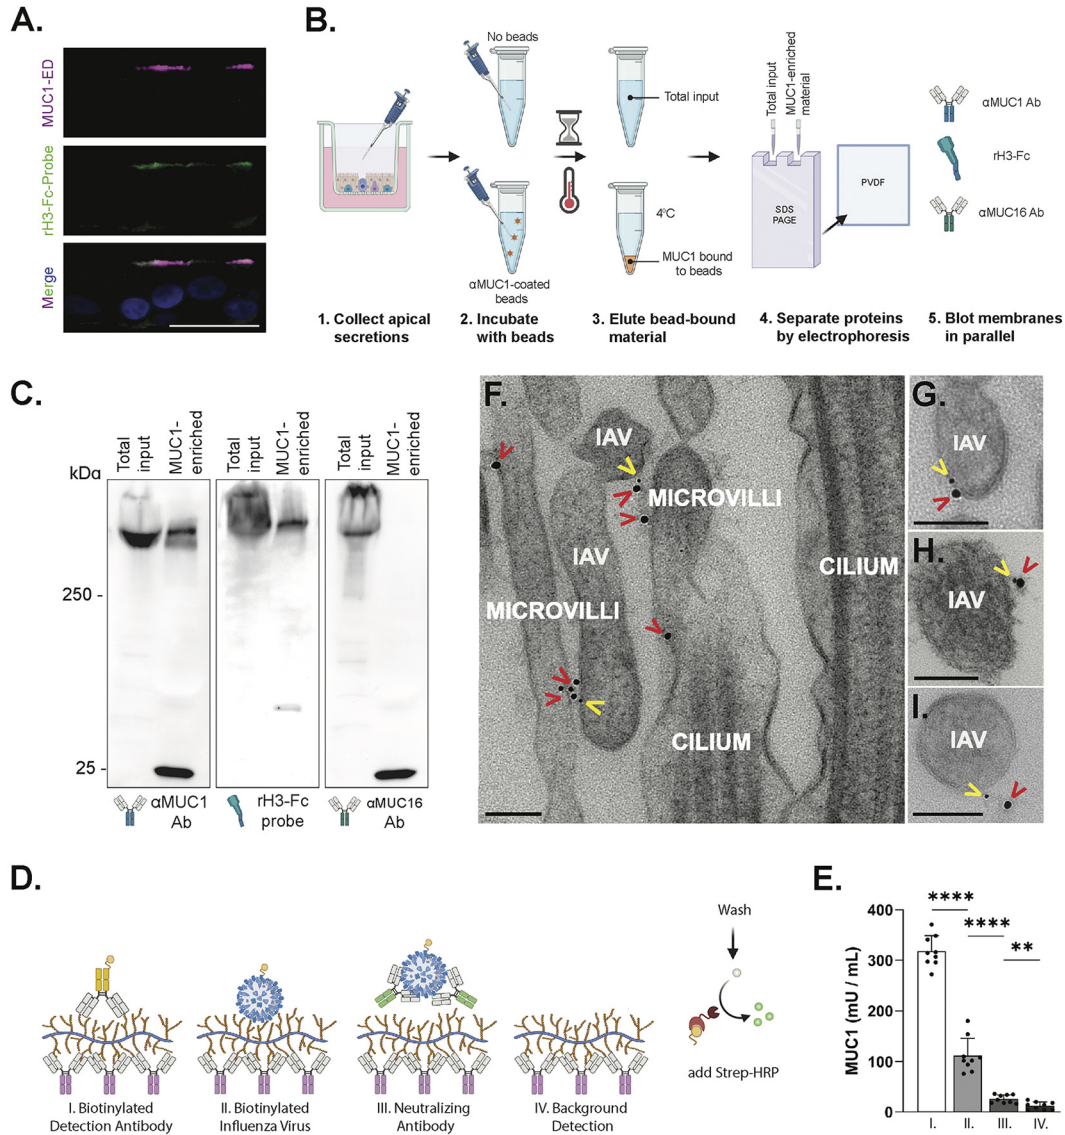 A.
MUC1-ED
rH3-Fc-Probe
Merge
B.
No beads
αMUC1-coated
beads
Total input
4°C
MUC1 bound
to beads
Total input
MUC1-enriched
material
SDS
PAGE
PVDF
αMUC1 Ab
rH3-Fc
αMUC16 Ab
1. Collect apical
secretions
2. Incubate
with beads
3. Elute bead-bound
material
4. Separate proteins
by electrophoresis
5. Blot membranes
in parallel
C.
kDa
Total
input
MUC1-
enriched
Total
input
MUC1-
enriched
Total
input
MUC1-
enriched
250 -
25 -
αMUC1
Ab
rH3-Fc
probe
αMUC16
Ab
F.
IAV
MICROVILLI
IAV
CILIUM
MICROVILLI
CILIUM
G.
IAV
H.
IAV
I.
IAV
D.
I. Biotinylated
Detection Antibody
II. Biotinylated
Influenza Virus
III. Neutralizing
Antibody
IV. Background
Detection
Wash
add Strep-HRP
E.
MUC1 (mU / mL)
400
300
200
100
0
****
****
**
I.
II.
III.
IV.